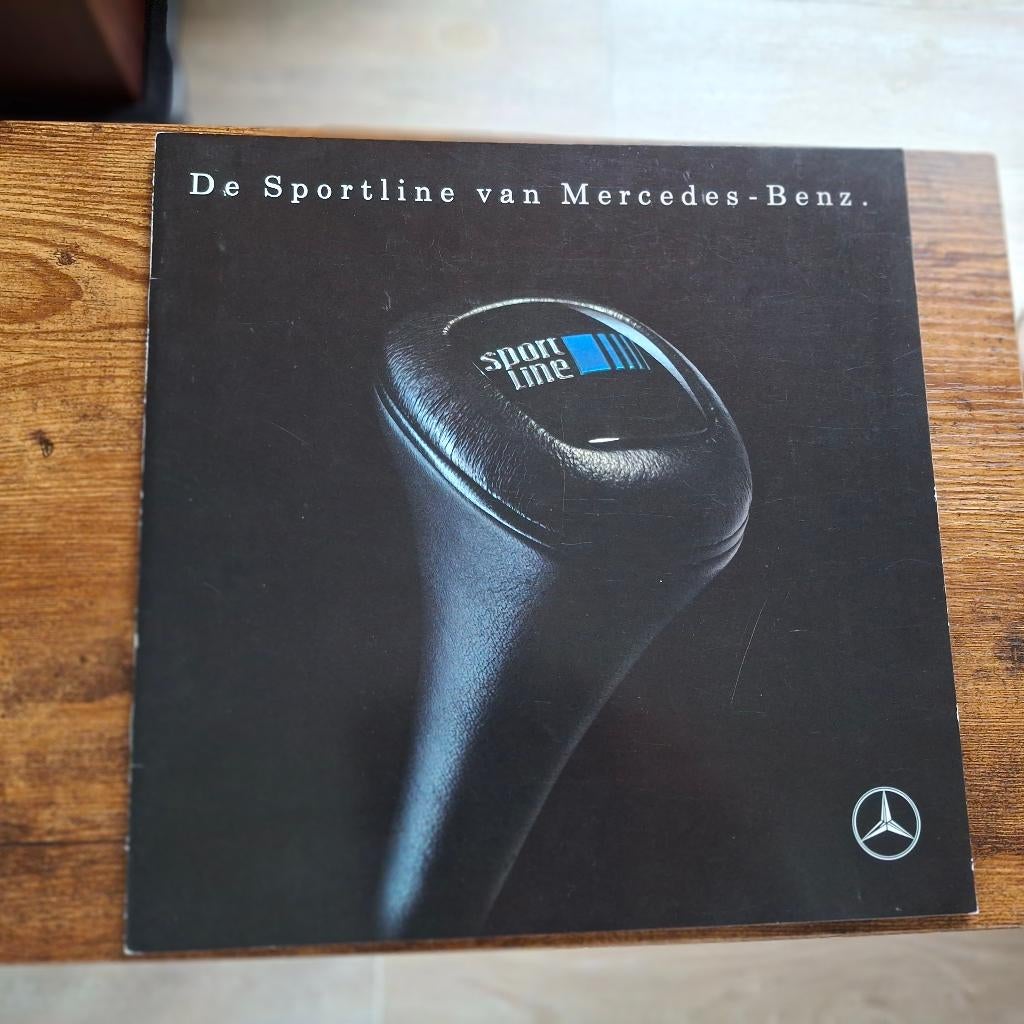 De Sportline van Mercedes-Benz.
sport
line